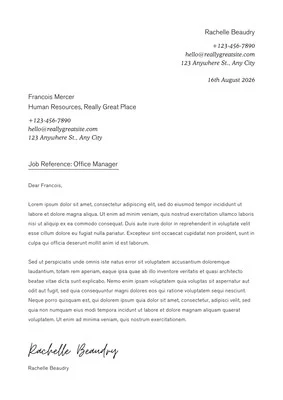 Rachelle Beaudry
+123-456-7890
hello@reallygreatsite.com
123 Anywhere St., Any City
16th August 2026
Francois Mercer
Human Resources, Really Great Place
+123-456-7890
hello@reallygreatsite.com
123 Anywhere St., Any City
Job Reference: Office Manager
Dear Francois,
Lorem ipsum dolor sit amet, consectetur adipiscing elit, sed do eiusmod tempor incididunt ut labore et
dolore magna aliqua. Ut enim ad minim veniam, quis nostrud exercitation ullamco laboris nisi ut
aliquip ex ea commodo consequat. Duis aute irure dolor in reprehenderit in voluptate velit
esse cillum dolore eu fugiat nulla pariatur. Excepteur sint occaecat cupidatat non proident, sunt in
culpa qui officia deserunt mollit anim id est laborum.
Sed ut perspiciatis unde omnis iste natus error sit voluptatem accusantium doloremque
laudantium, totam rem aperiam, eaque ipsa quae ab illo inventore veritatis et quasi architecto
beatae vitae dicta sunt explicabo. Nemo enim ipsam voluptatem quia voluptas sit aspernatur aut
odit aut fugit, sed quia consequuntur magni dolores eos qui ratione voluptatem sequi nesciunt.
Neque porro quisquam est, qui dolorem ipsum quia dolor sit amet, consectetur, adipisci velit, sed
quia non numquam eius modi tempora incidunt ut labore et dolore magnam aliquam quaerat
voluptatem. Ut enim ad minima veniam, quis nostrum exercitationem.
Rachelle Beaudry
Rachelle Beaudry